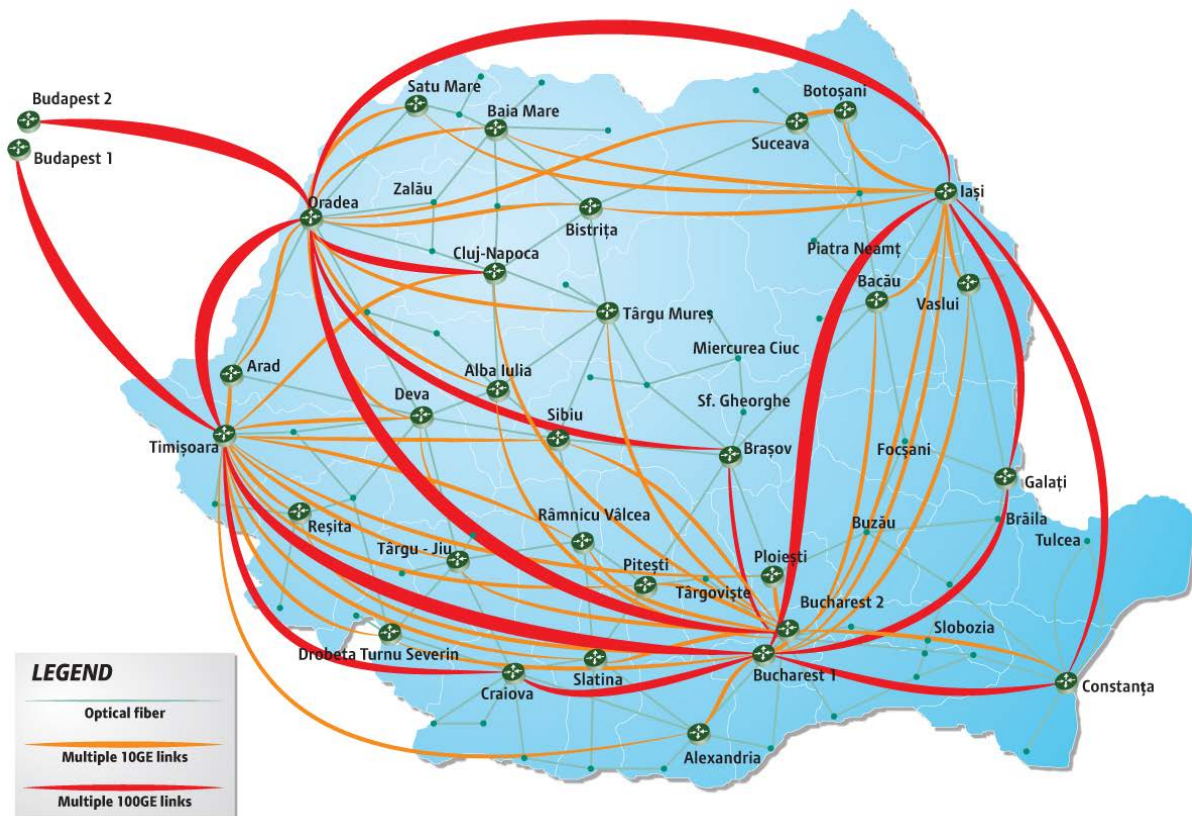 Satu Mare
Botoșani
Budapest 2
Baia Mare
Suceava
Budapest 1
Zalău
Iași
Oradea
Bistrița
Piatra Neamț
Cluj-Napoca
Bacău
Vaslui
Târgu Mureș
Miercurea Ciuc
Arad
Alba Iulia
Deva
Sf. Gheorghe
Sibiu
Timișoara
Brașov
Focșani
Galați
Râmnicu Vâlcea
Brăila
Reșița
Buzău
Tulcea
Târgu - Jiu
Pitești
Ploiești
Târgoviște
Bucharest 2
Slobozia
Drobeta Turnu Severin
Slatina
Bucharest 1
Craiova
Constanța
Alexandria
LEGEND
Optical fiber
Multiple 10GE links
Multiple 100GE links